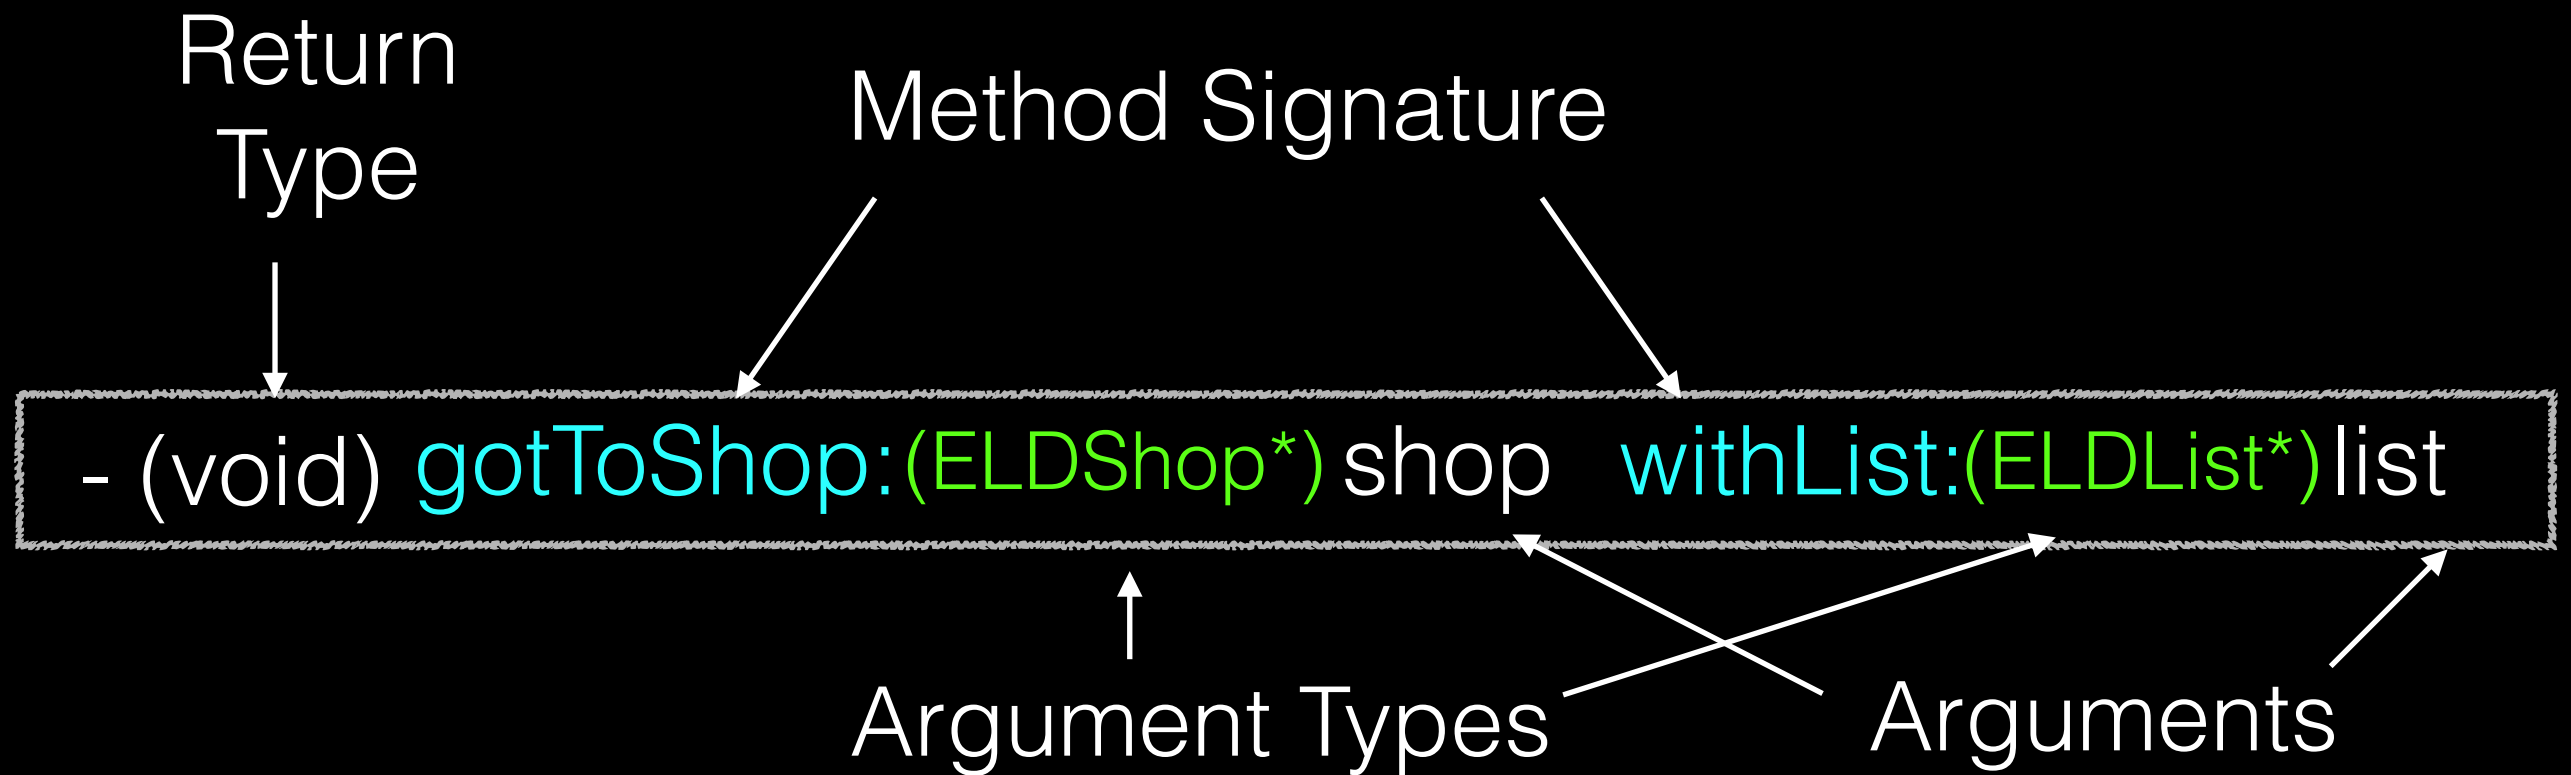 Return
Type
Method Signature
- (void) gotToShop:(ELDShop*) shop withList:(ELDList*) list
Argument Types
Arguments